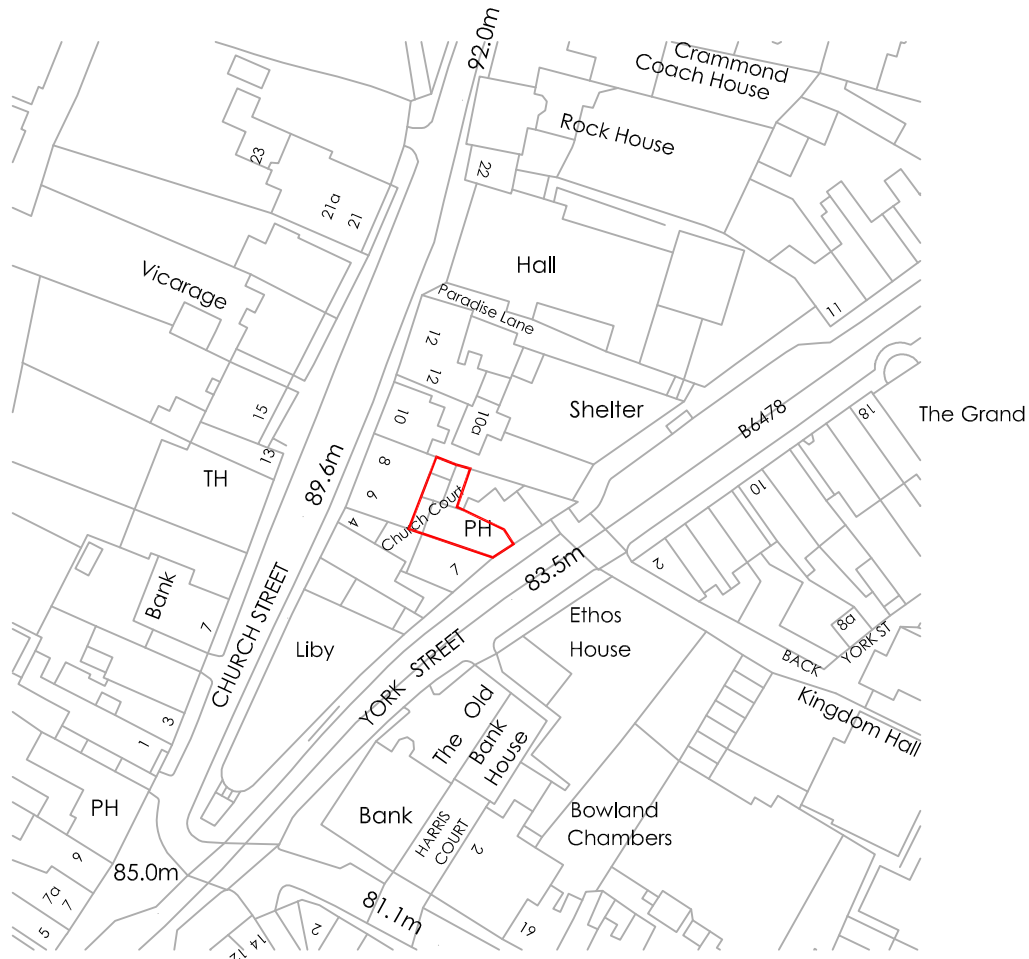 92.0m
Crammond
Coach House
Rock House
23
22
21a
21
Hall
Vicarage
Paradise Lane
11
12
12
15
10
10a
Shelter
B6478
18
The Grand
13
TH
89.6m
8
6
4
Church Court
PH
7
10
2
83.5m
Bank
7
CHURCH STREET
Liby
YORK STREET
Ethos
House
8a
BACK
YORK ST
Kingdom Hall
The Old
Bank
House
3
1
PH
Bank
HARRIS
COURT
2
Bowland
Chambers
9
85.0m
7a
7
5
81.1m
14
12
2
19